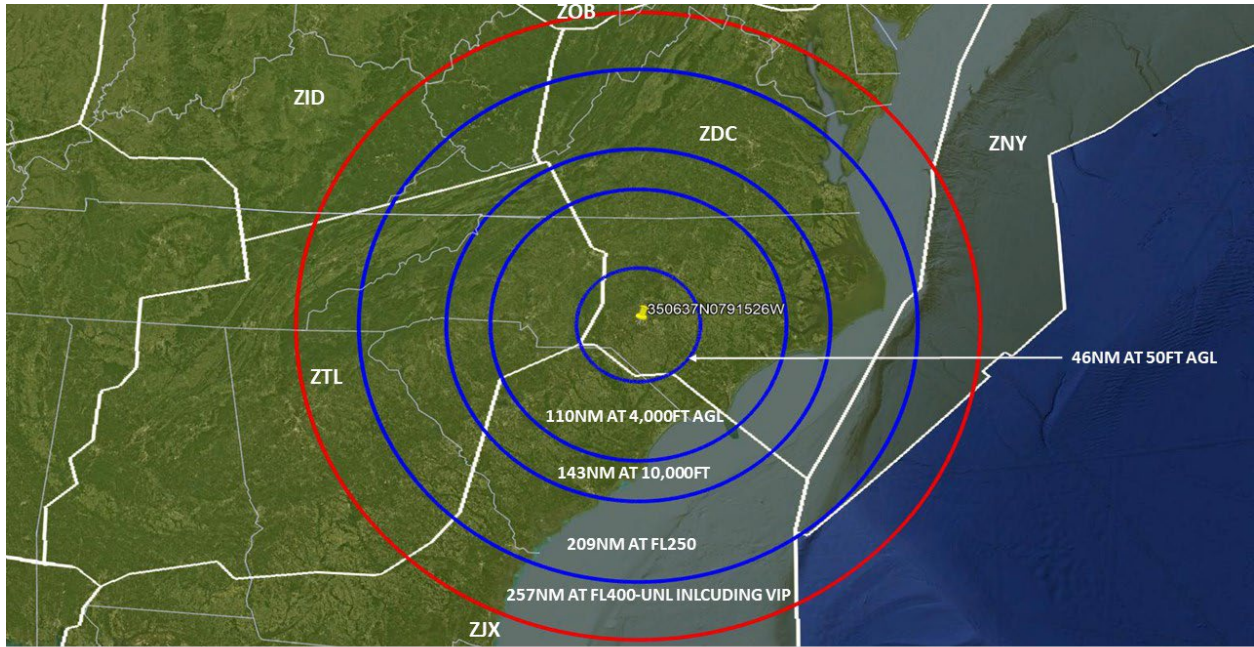 ZOB
ZID
ZDC
ZNY
350637N0791526W
46NM AT 50FT AGL
ZTL
110NM AT 4,000FT AGL
143NM AT 10,000FT
209NM AT FL250
257NM AT FL400-UNL INLCUDING VIP
ZJX